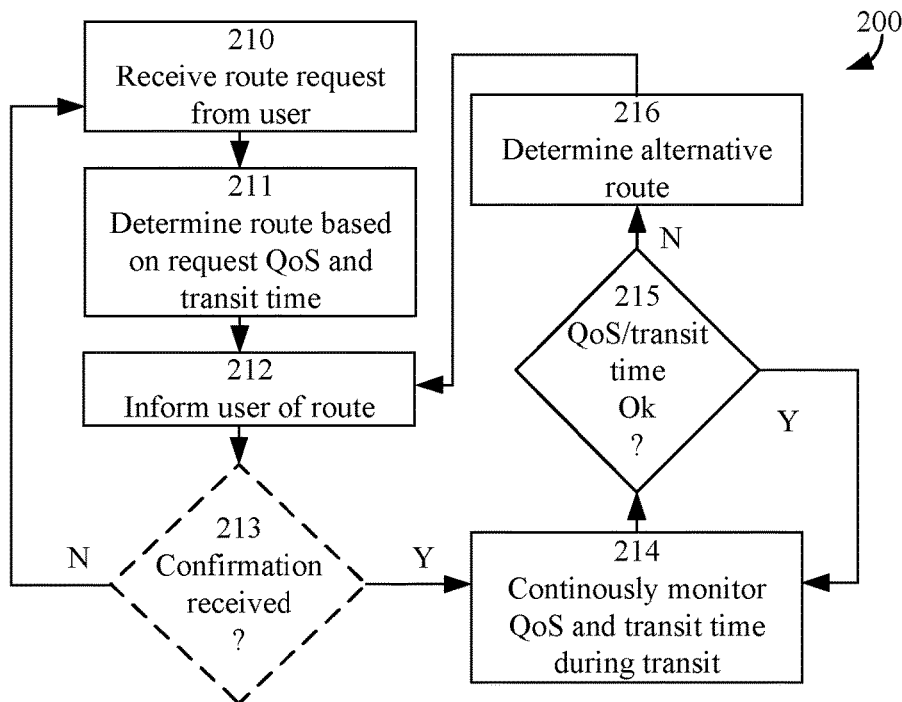 200
210
Receive route request
from user
211
Determine route based
on request QoS and
transit time
212
Inform user of route
213
Confirmation
received
?
N
Y
214
Continously monitor
QoS and transit time
during transit
215
QoS/transit
time
Ok
?
N
Y
216
Determine alternative
route